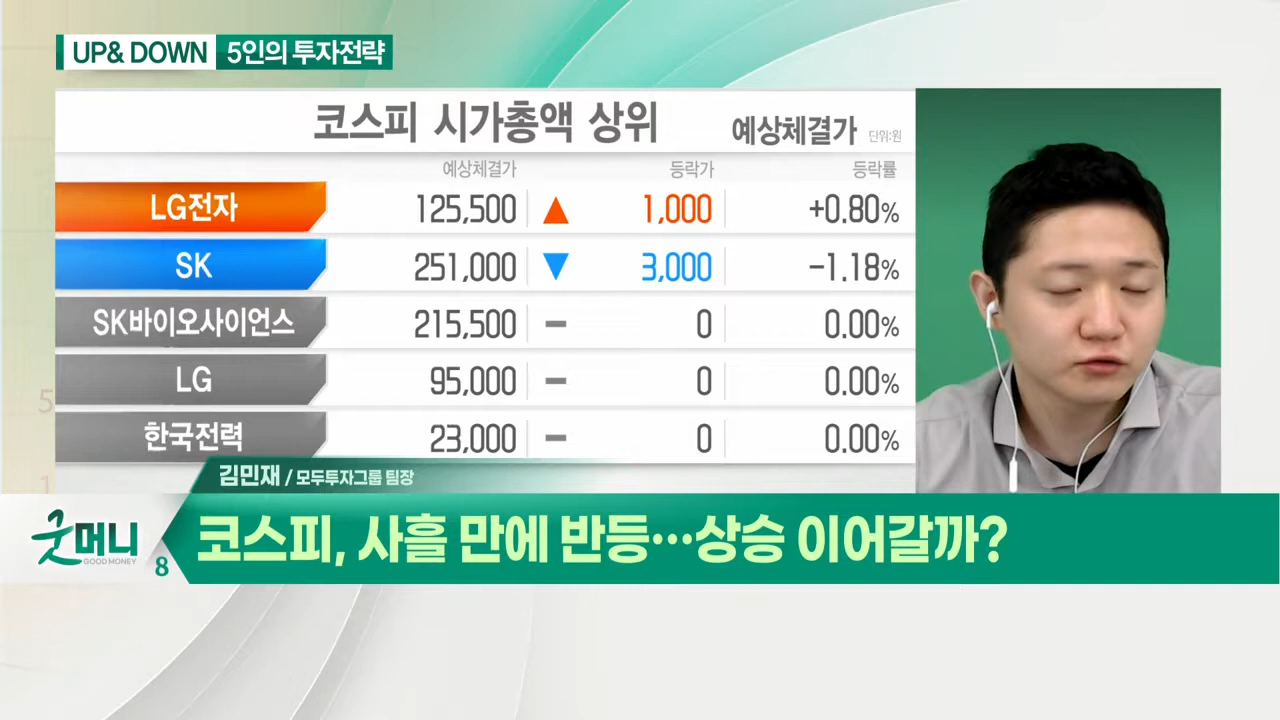 UP& DOWN 5인의 투자전략
코스피 시가총액 상위 예상체결가 단위:원
예상체결가 등락가 등락률
LG전자 125,500 ▲ 1,000 +0.80%
SK 251,000 ▼ 3,000 -1.18%
SK바이오사이언스 215,500 - 0 0.00%
LG 95,000 - 0 0.00%
한국전력 23,000 - 0 0.00%
5
1
김민재 / 모두투자그룹 팀장
코스피, 사흘 만에 반등…상승 이어갈까?
굿머니
GOOD MONEY
8